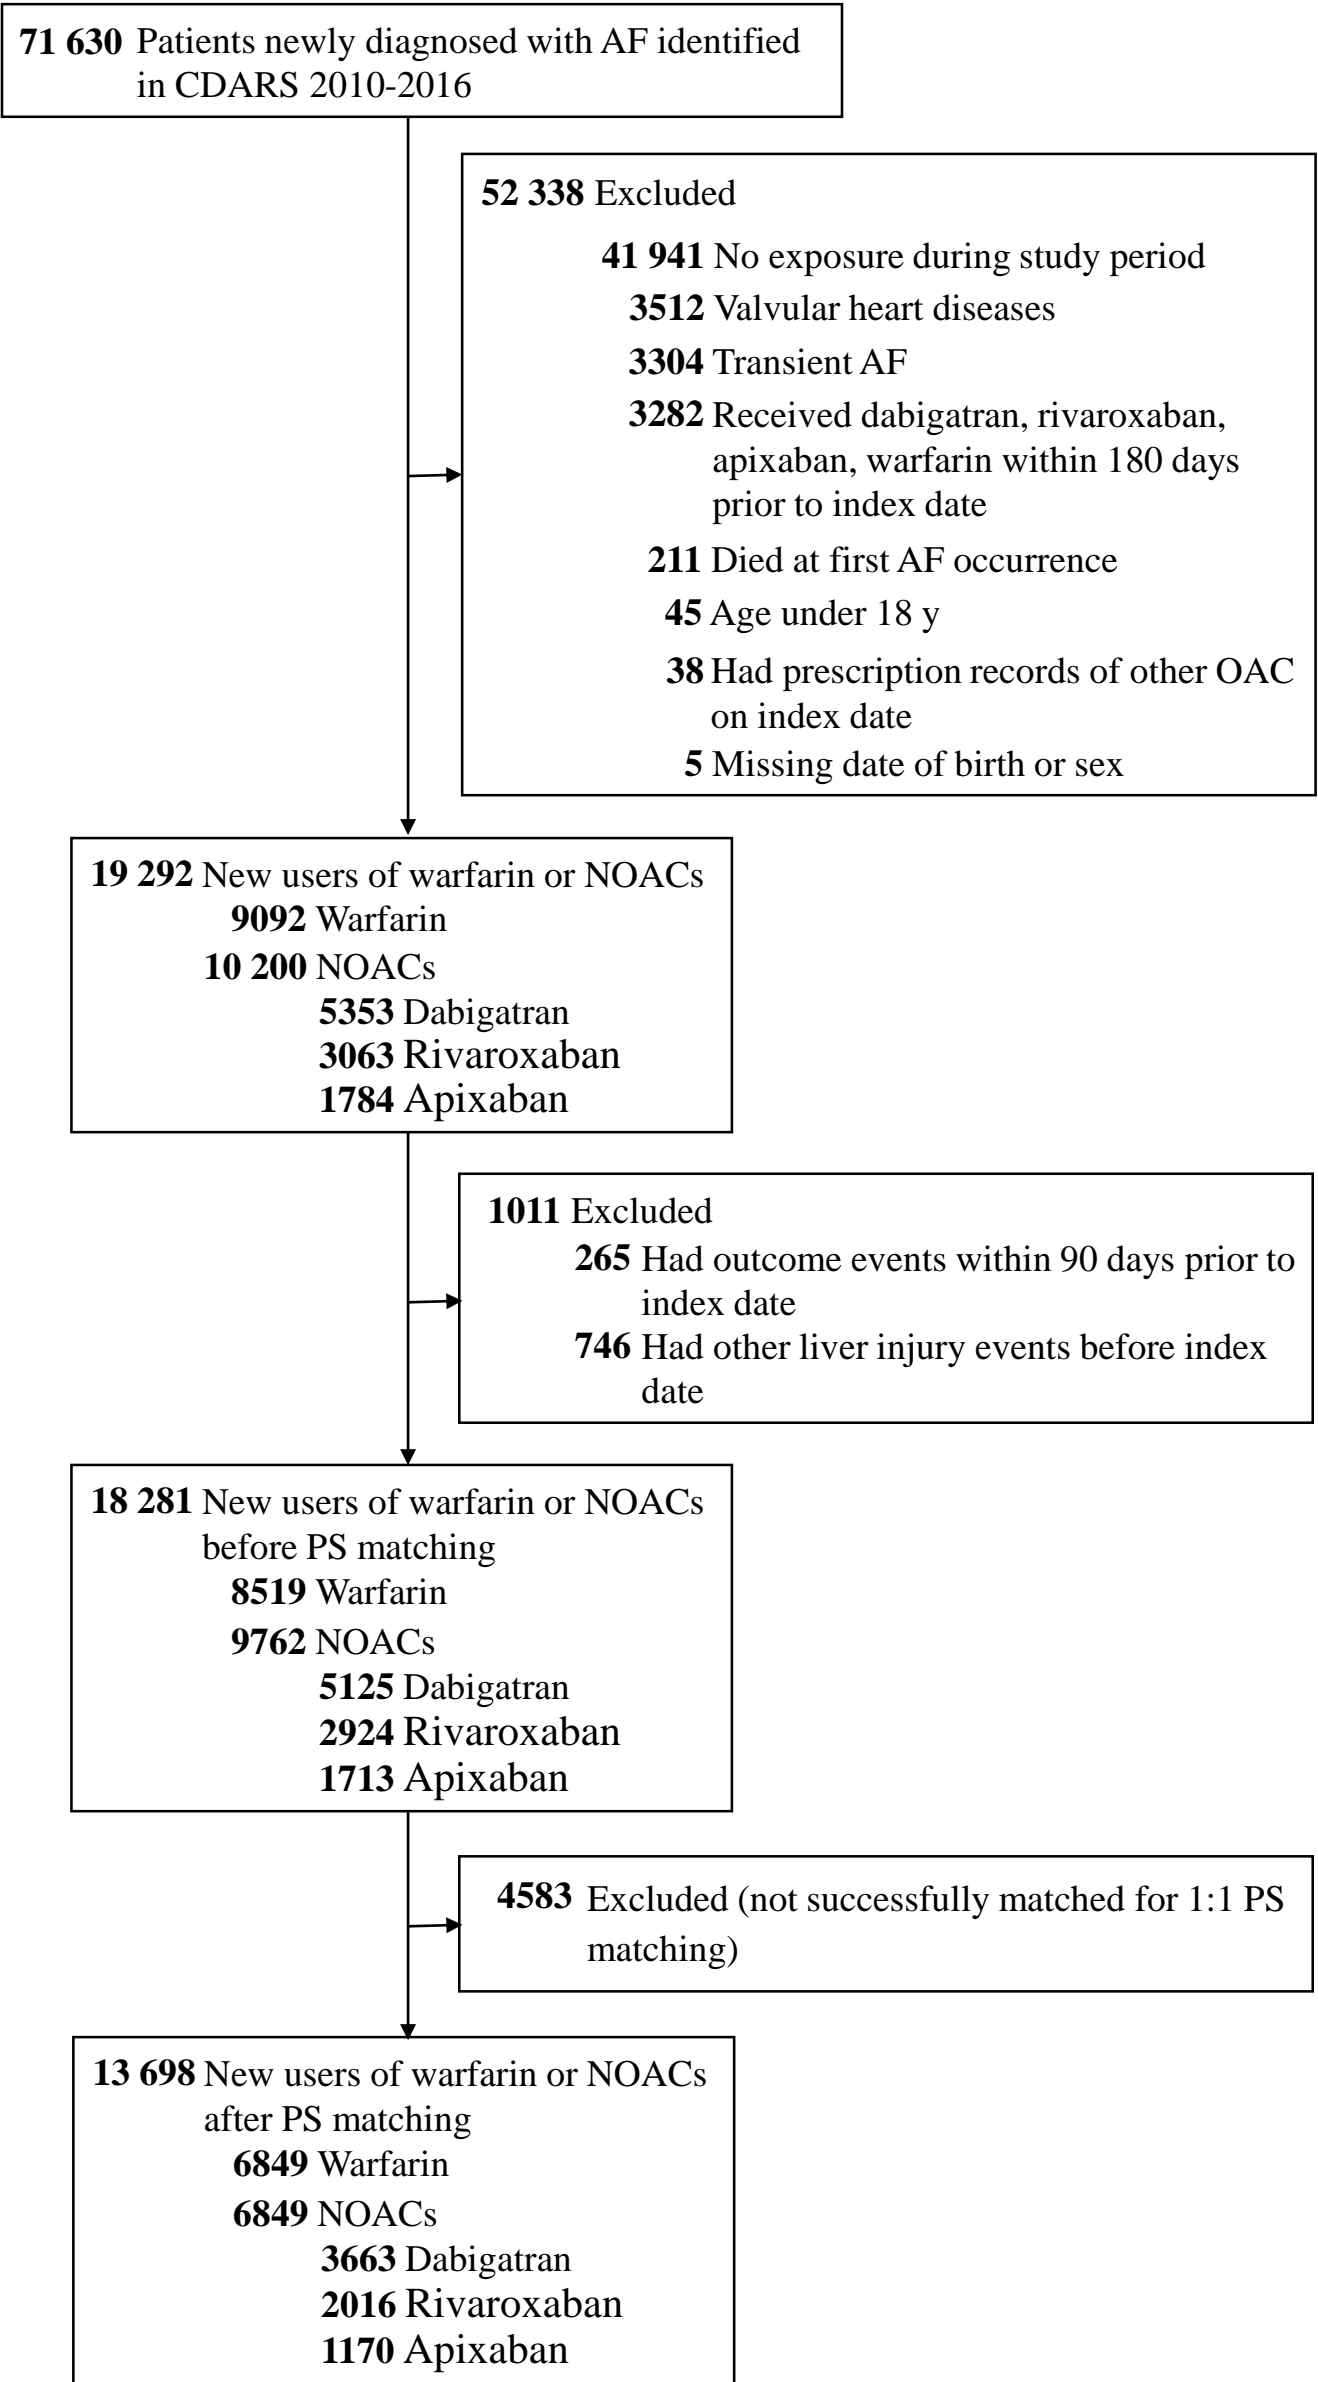 71 630 Patients newly diagnosed with AF identified
in CDARS 2010-2016
52 338 Excluded
41 941 No exposure during study period
3512 Valvular heart diseases
3304 Transient AF
3282 Received dabigatran, rivaroxaban,
apixaban, warfarin within 180 days
prior to index date
211 Died at first AF occurrence
45 Age under 18 y
38 Had prescription records of other OAC
on index date
5 Missing date of birth or sex
19 292 New users of warfarin or NOACs
9092 Warfarin
10 200 NOACs
5353 Dabigatran
3063 Rivaroxaban
1784 Apixaban
1011 Excluded
265 Had outcome events within 90 days prior to
index date
746 Had other liver injury events before index
date
18 281 New users of warfarin or NOACs
before PS matching
8519 Warfarin
9762 NOACs
5125 Dabigatran
2924 Rivaroxaban
1713 Apixaban
4583 Excluded (not successfully matched for 1:1 PS
matching)
13 698 New users of warfarin or NOACs
after PS matching
6849 Warfarin
6849 NOACs
3663 Dabigatran
2016 Rivaroxaban
1170 Apixaban